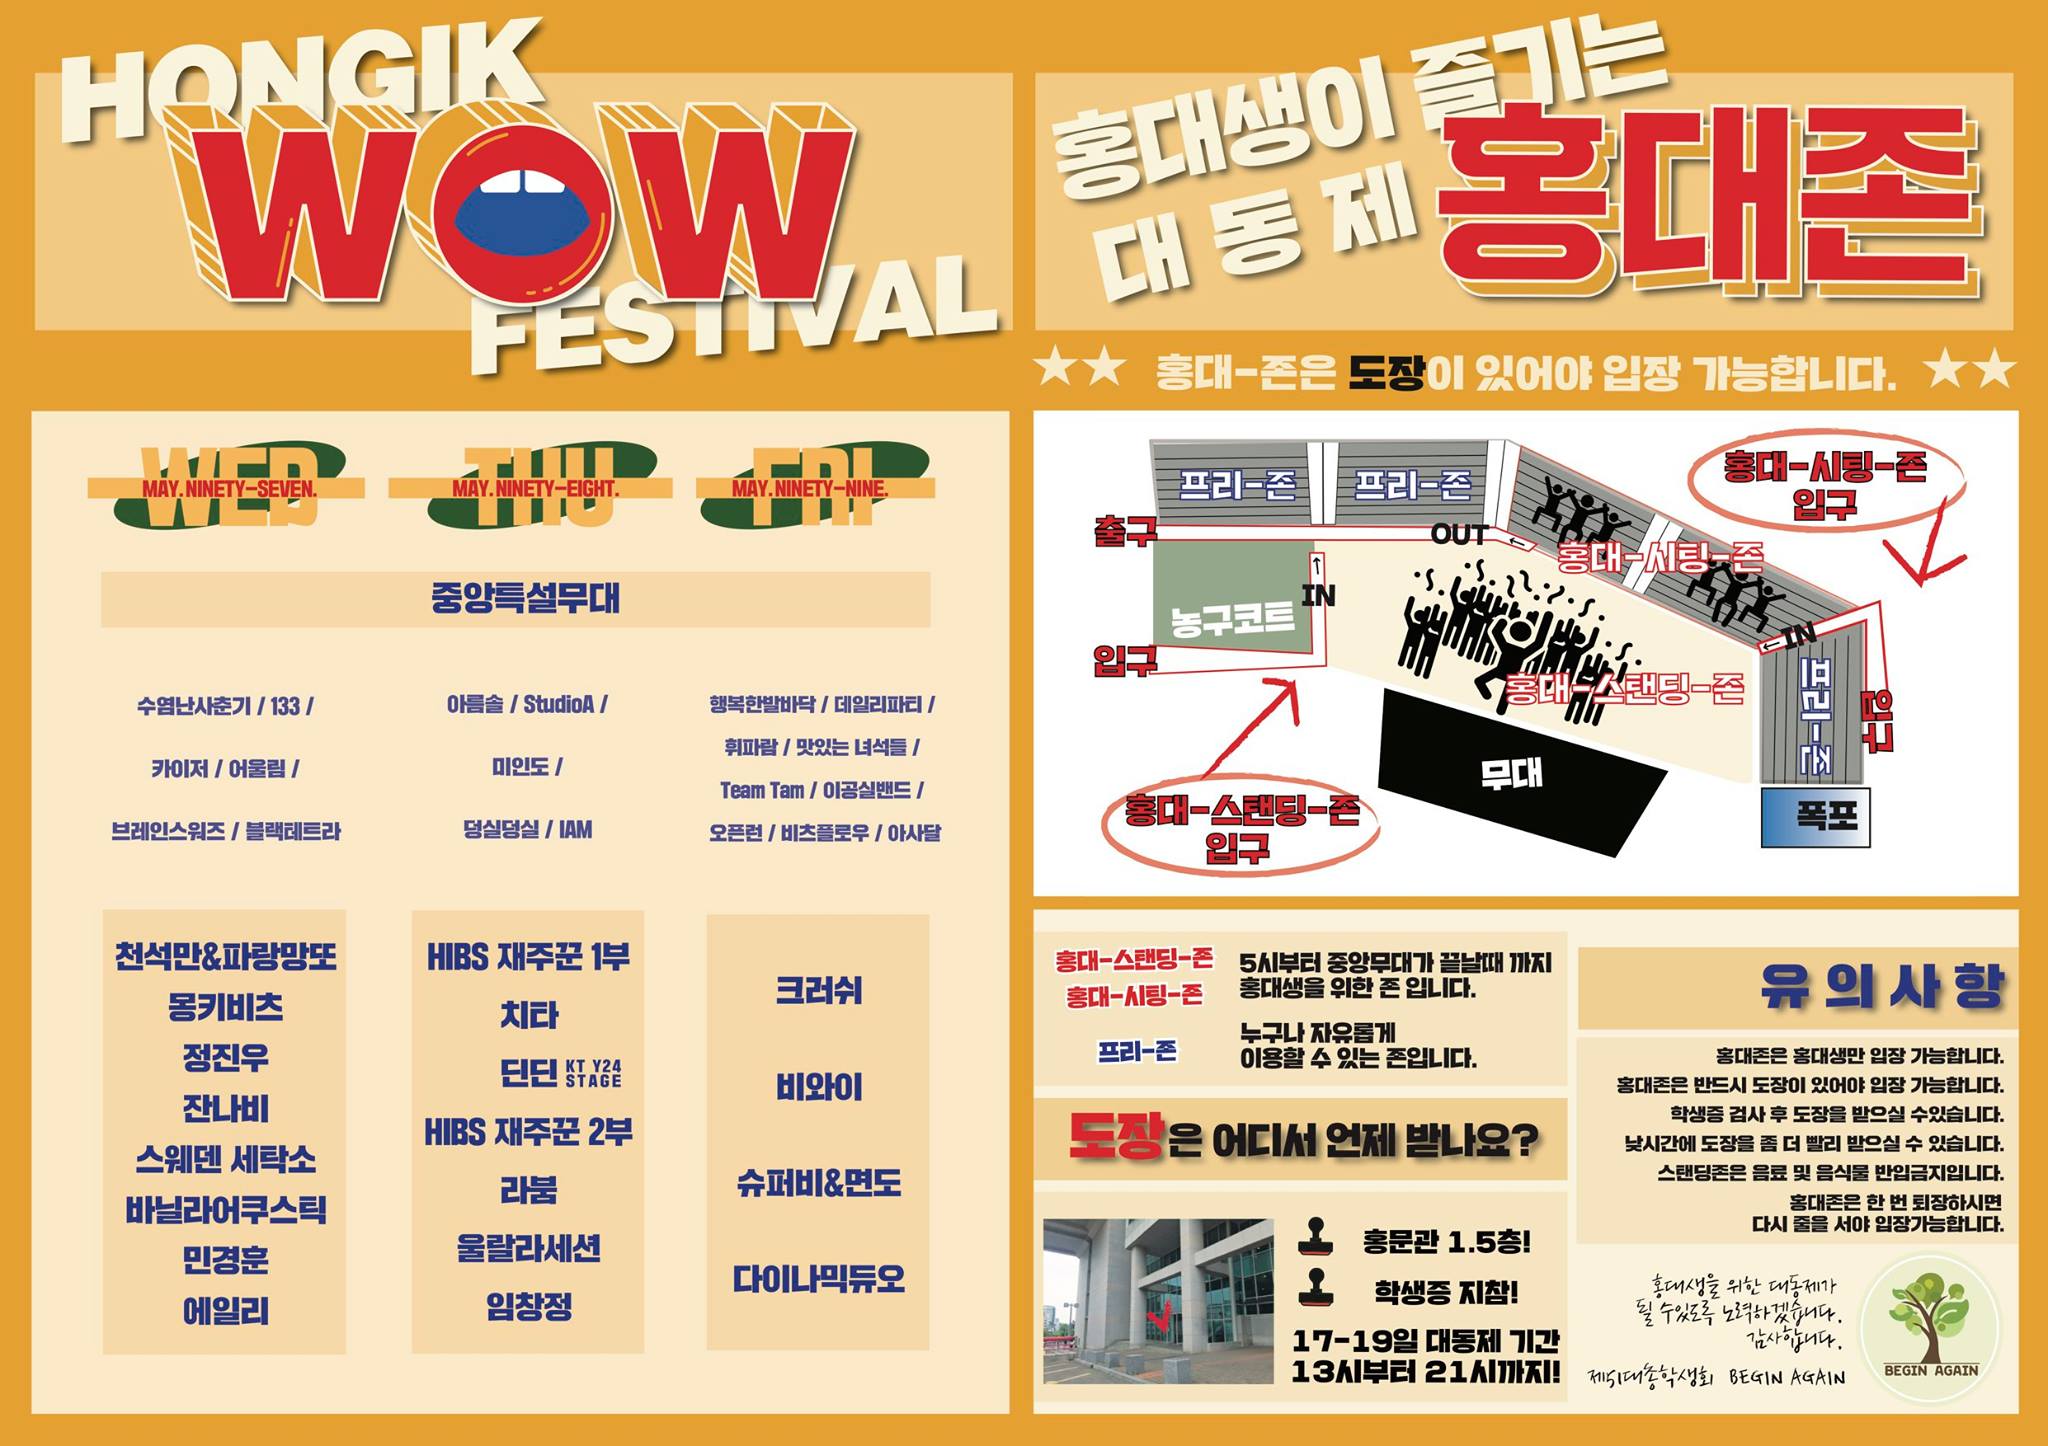 HONGIK
WOW
FESTIVAL
WED
MAY. NINETY-SEVEN.
THU
MAY. NINETY-EIGHT.
FRI
MAY. NINETY-NINE.
중앙특설무대
수염난사춘기 / 133 /
카이저 / 어울림 /
브레인스워즈 / 블랙테트라
아름솔 / StudioA /
미인도 /
덩실덩실 / IAM
행복한발바닥 / 데일리파티 /
휘파람 / 맛있는 녀석들 /
Team Tam / 이공실밴드 /
오픈런 / 비츠플로우 / 아사달
천석만&파랑망또
몽키비츠
정진우
잔나비
스웨덴 세탁소
바닐라어쿠스틱
민경훈
에일리
HIBS 재주꾼 1부
치타
딘딘 KT Y24 STAGE
HIBS 재주꾼 2부
라붐
울랄라세션
임창정
크러쉬
비와이
슈퍼비&면도
다이나믹듀오
홍대생이 즐기는
대동제 홍대존
홍대-존은 도장이 있어야 입장 가능합니다.
프리-존
프리-존
홍대-시팅-존
입구
출구
OUT
홍대-시팅-존
농구코트
IN
IN
입구
홍대-스탠딩-존
프리-존
입구
무대
폭포
홍대-스탠딩-존
입구
홍대-스탠딩-존
홍대-시팅-존
5시부터 중앙무대가 끝날때 까지
홍대생을 위한 존 입니다.
프리-존
누구나 자유롭게
이용할 수 있는 존입니다.
도장은 어디서 언제 받나요?
홍문관 1.5층!
학생증 지참!
17-19일 대동제 기간
13시부터 21시까지!
유의사항
홍대존은 홍대생만 입장 가능합니다.
홍대존은 반드시 도장이 있어야 입장 가능합니다.
학생증 검사 후 도장을 받으실 수있습니다.
낮시간에 도장을 좀 더 빨리 받으실 수 있습니다.
스탠딩존은 음료 및 음식물 반입금지입니다.
홍대존은 한 번 퇴장하시면
다시 줄을 서야 입장가능합니다.
홍대생을 위한 대동제가
될 수있도록 노력하겠습니다.
감사합니다.
제51대총학생회 BEGIN AGAIN
BEGIN AGAIN